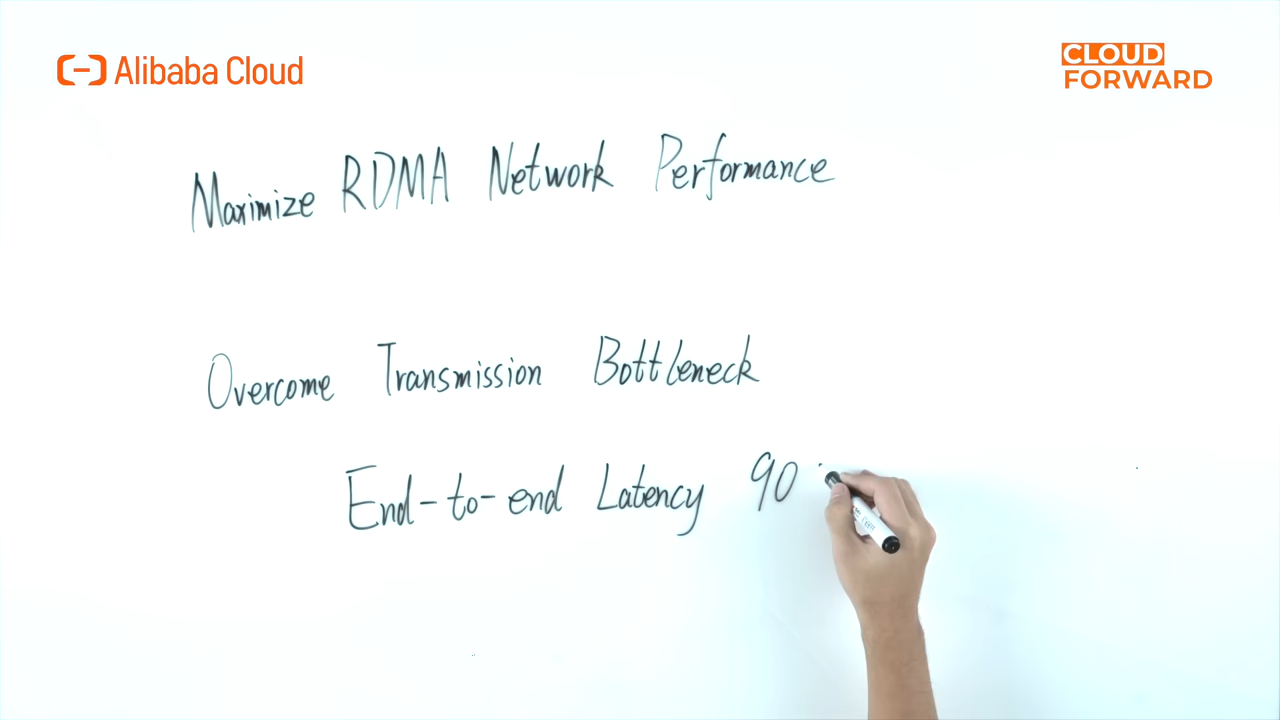 Alibaba Cloud
CLOUD
FORWARD
Maximize RDMA Network Performance
Overcome Transmission Bottleneck
End-to-end Latency 90